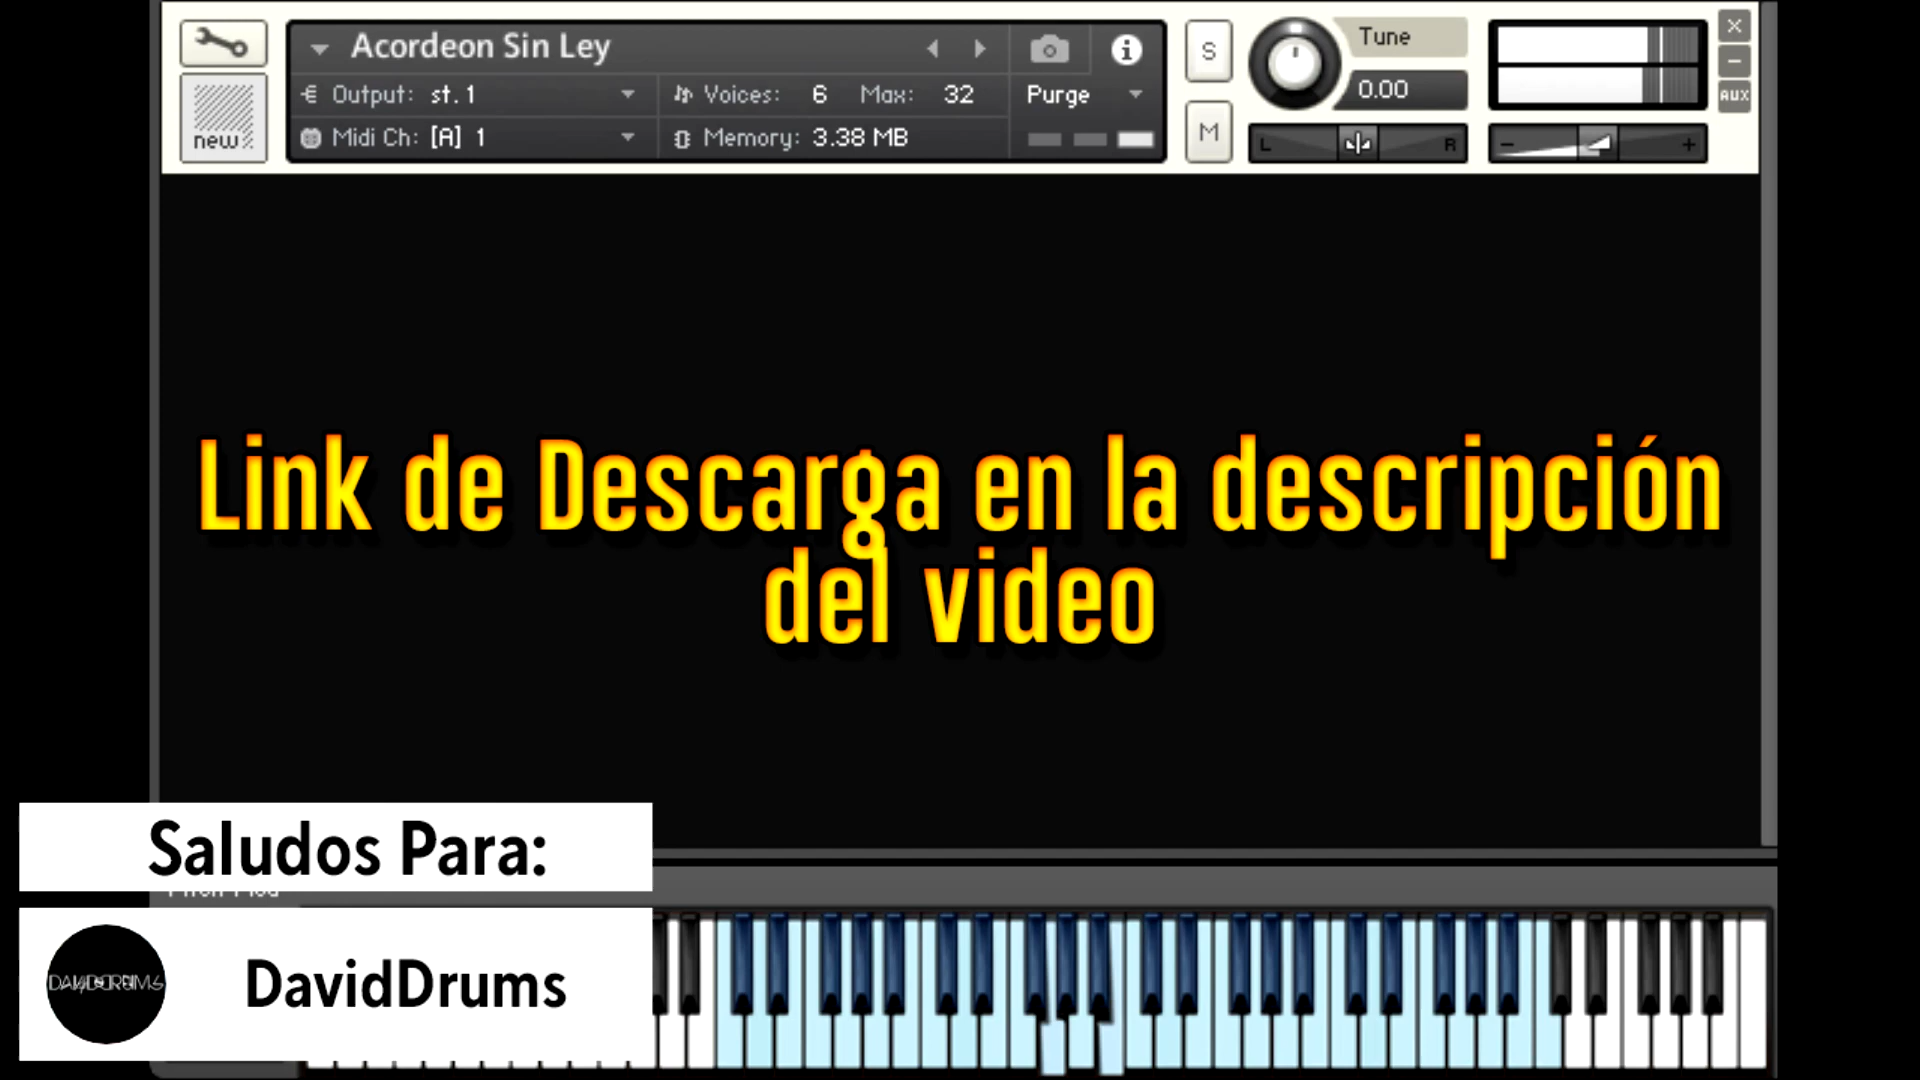 Acordeon Sin Ley
S
Tune
X
-
Output: st. 1
Voices: 6 Max: 32
Purge
0.00
AUX
new
Midi Ch: [A] 1
Memory: 3.38 MB
M
L R
- +
Link de Descarga en la descripción
del video
Saludos Para:
DAVIDDRUMS
DavidDrums